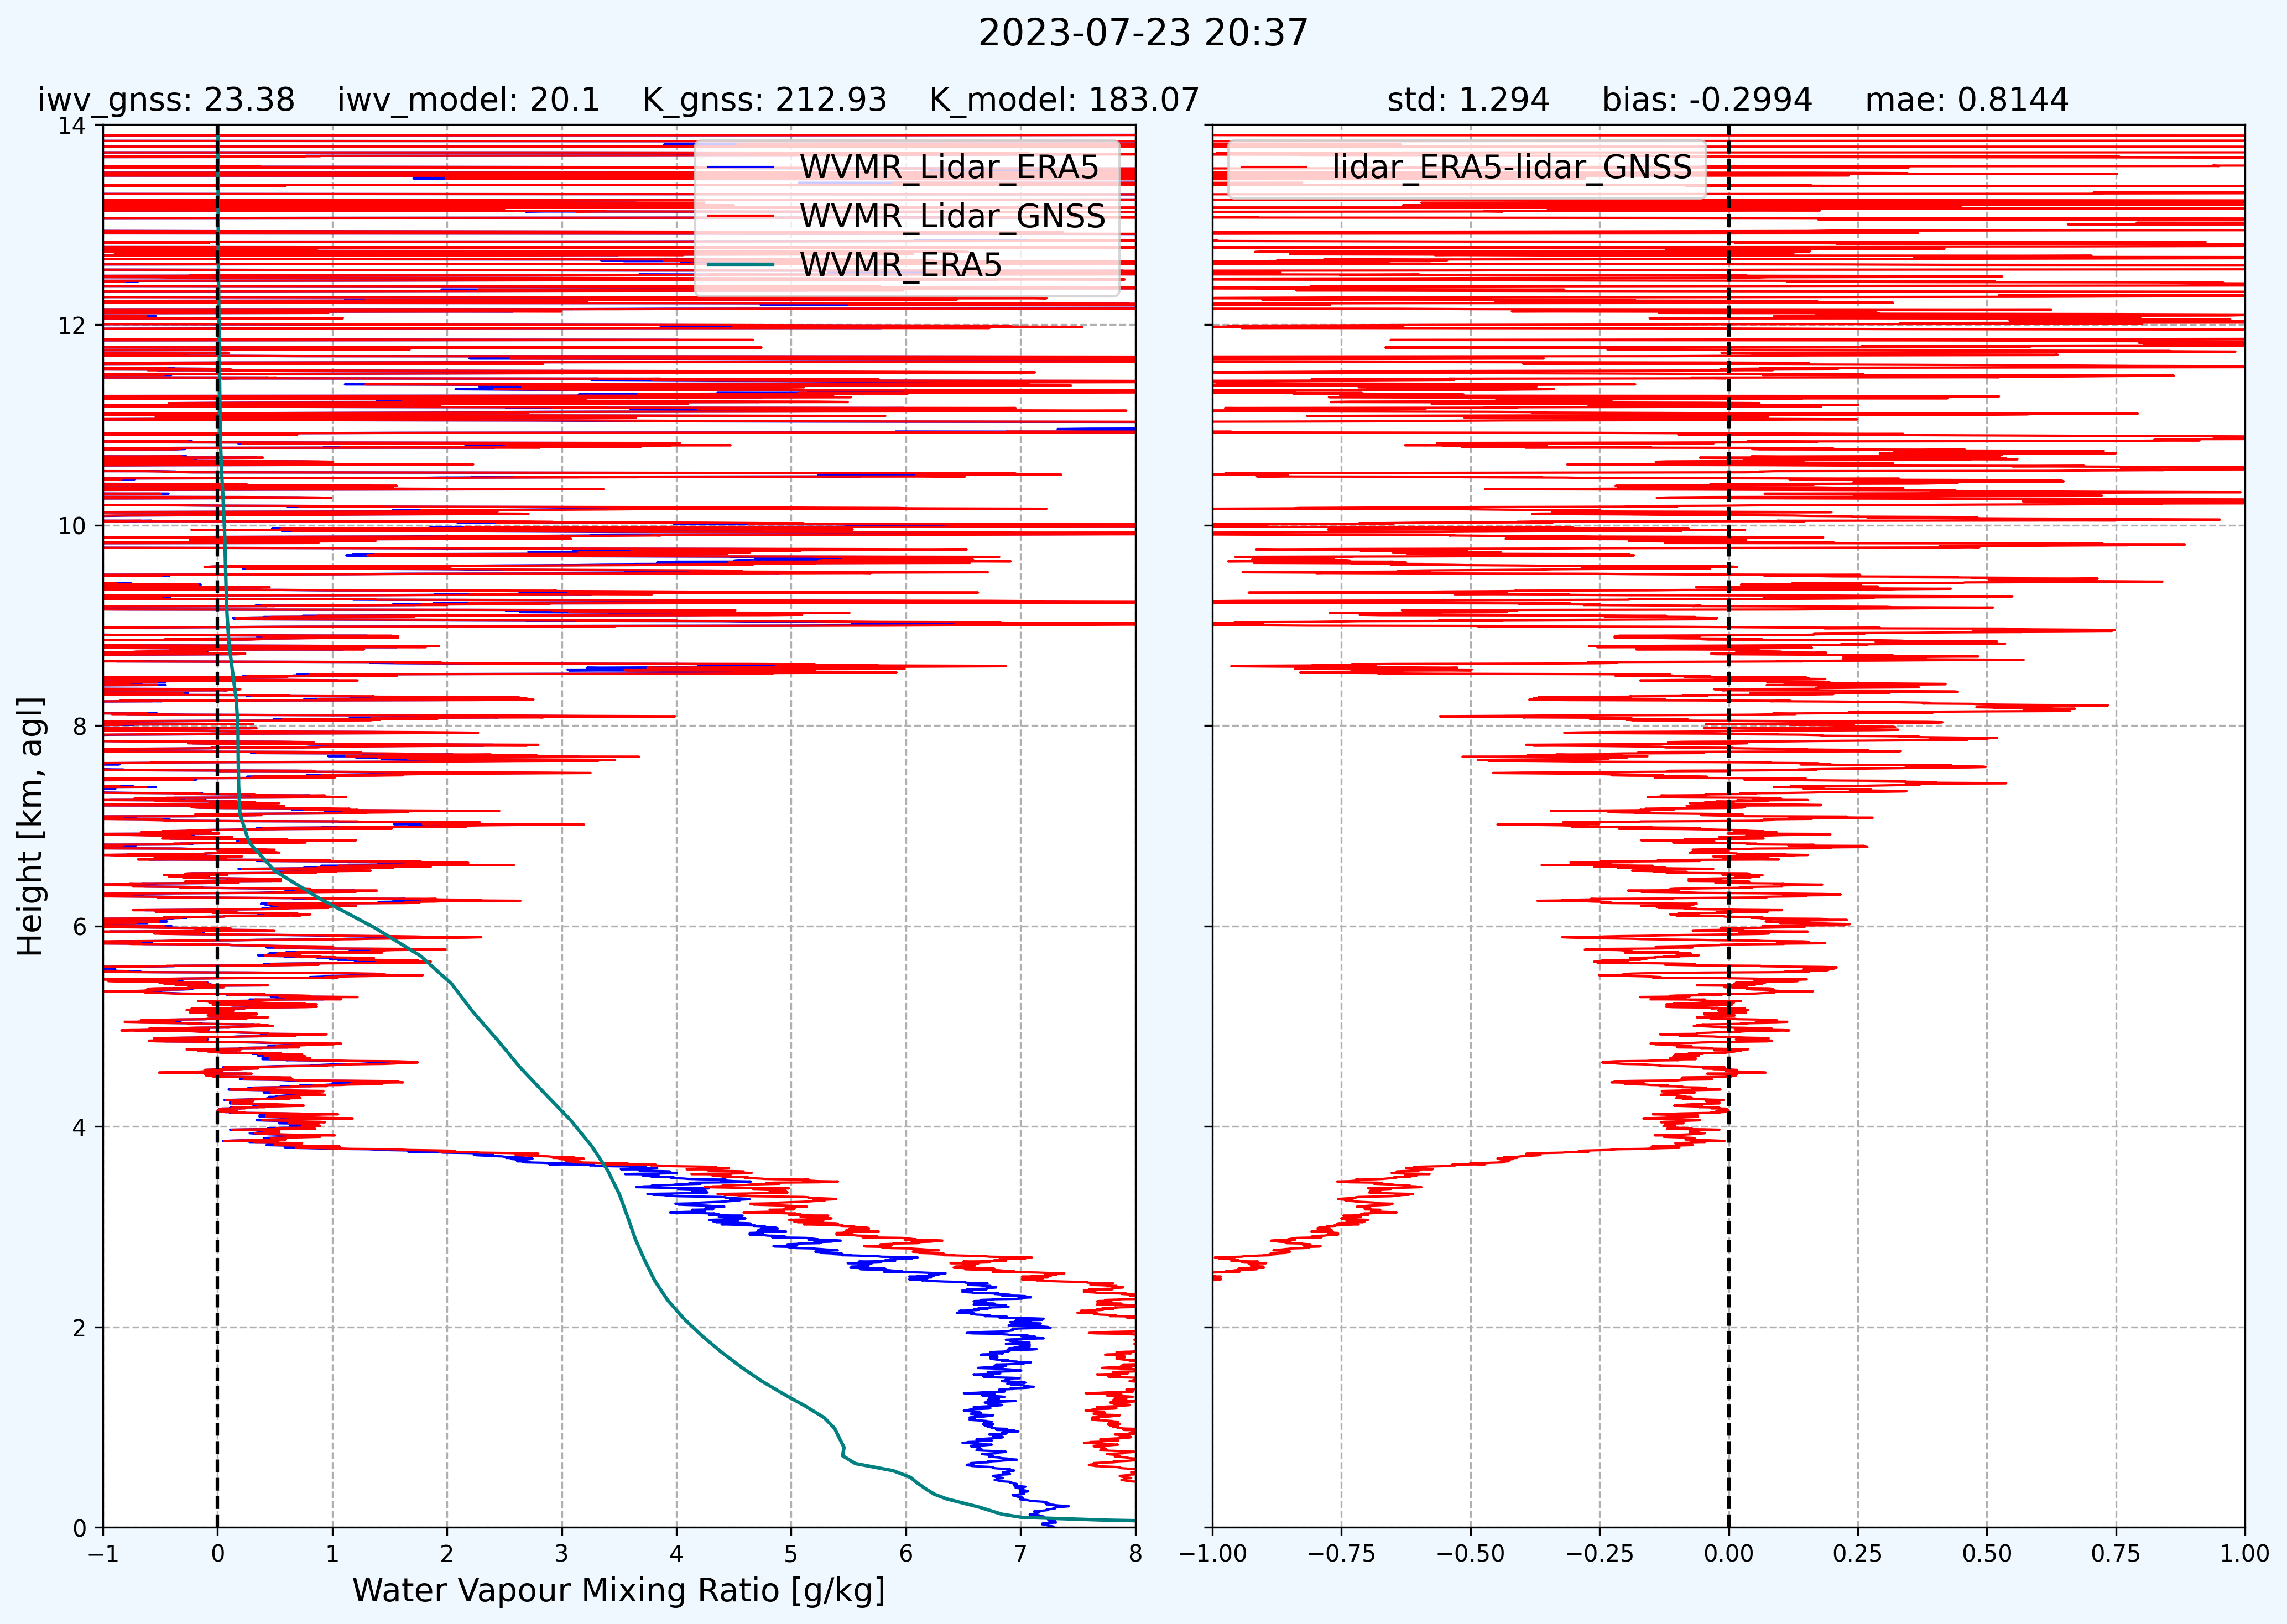 2023-07-23 20:37
iwv_gnss: 23.38 iwv_model: 20.1 K_gnss: 212.93 K_model: 183.07
std: 1.294 bias: -0.2994 mae: 0.8144
WVMR_Lidar_ERA5
WVMR_Lidar_GNSS
WVMR_ERA5
lidar_ERA5-lidar_GNSS
Height [km, agl]
14
12
10
8
6
4
2
0
−1 0 1 2 3 4 5 6 7 8
Water Vapour Mixing Ratio [g/kg]
−1.00 −0.75 −0.50 −0.25 0.00 0.25 0.50 0.75 1.00